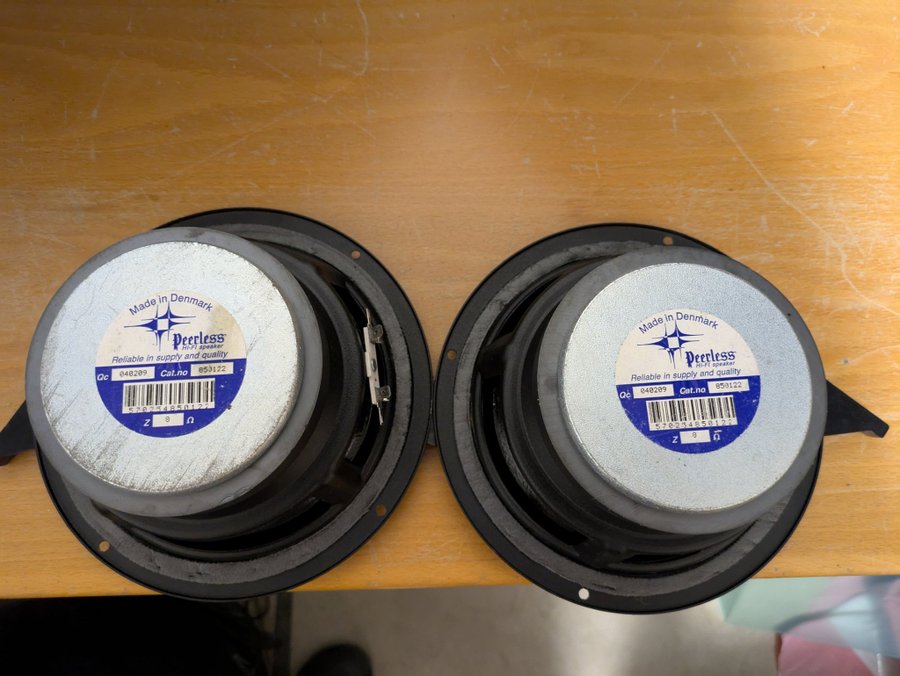 Made in Denmark
Peerless
HI-FI speaker
Reliable in supply and quality
Qc 040209 Cat.no 850122
Z 8 Ω
Made in Denmark
Peerless
HI-FI speaker
Reliable in supply and quality
Qc 040209 Cat.no 850122
Z 8 Ω